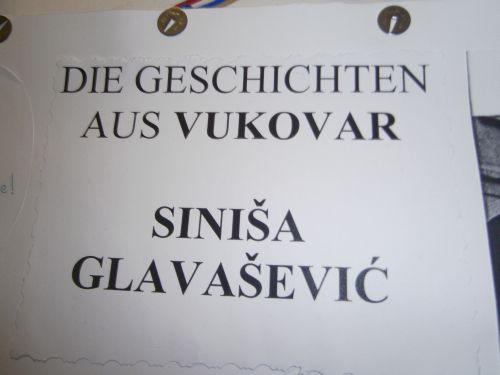 DIE GESCHICHTEN
AUS VUKOVAR
SINIŠA
GLAVAŠEVIĆ
e!